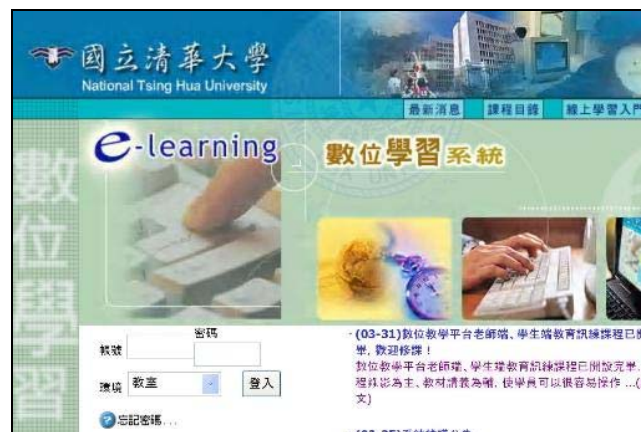 國立清華大學
National Tsing Hua University
最新消息 課程目錄 線上學習入門
e-learning 數位學習系統
數位學習
密碼
帳號
環境 教室 登入
忘記密碼...
(03-31)數位教學平台老師端、學生端教育訓練課程已
單, 歡迎修課！
數位教學平台老師端、學生端教育訓練課程已開設完畢.
程錄影為主、教材講義為輔, 使學員可以很容易操作 ...(
文)